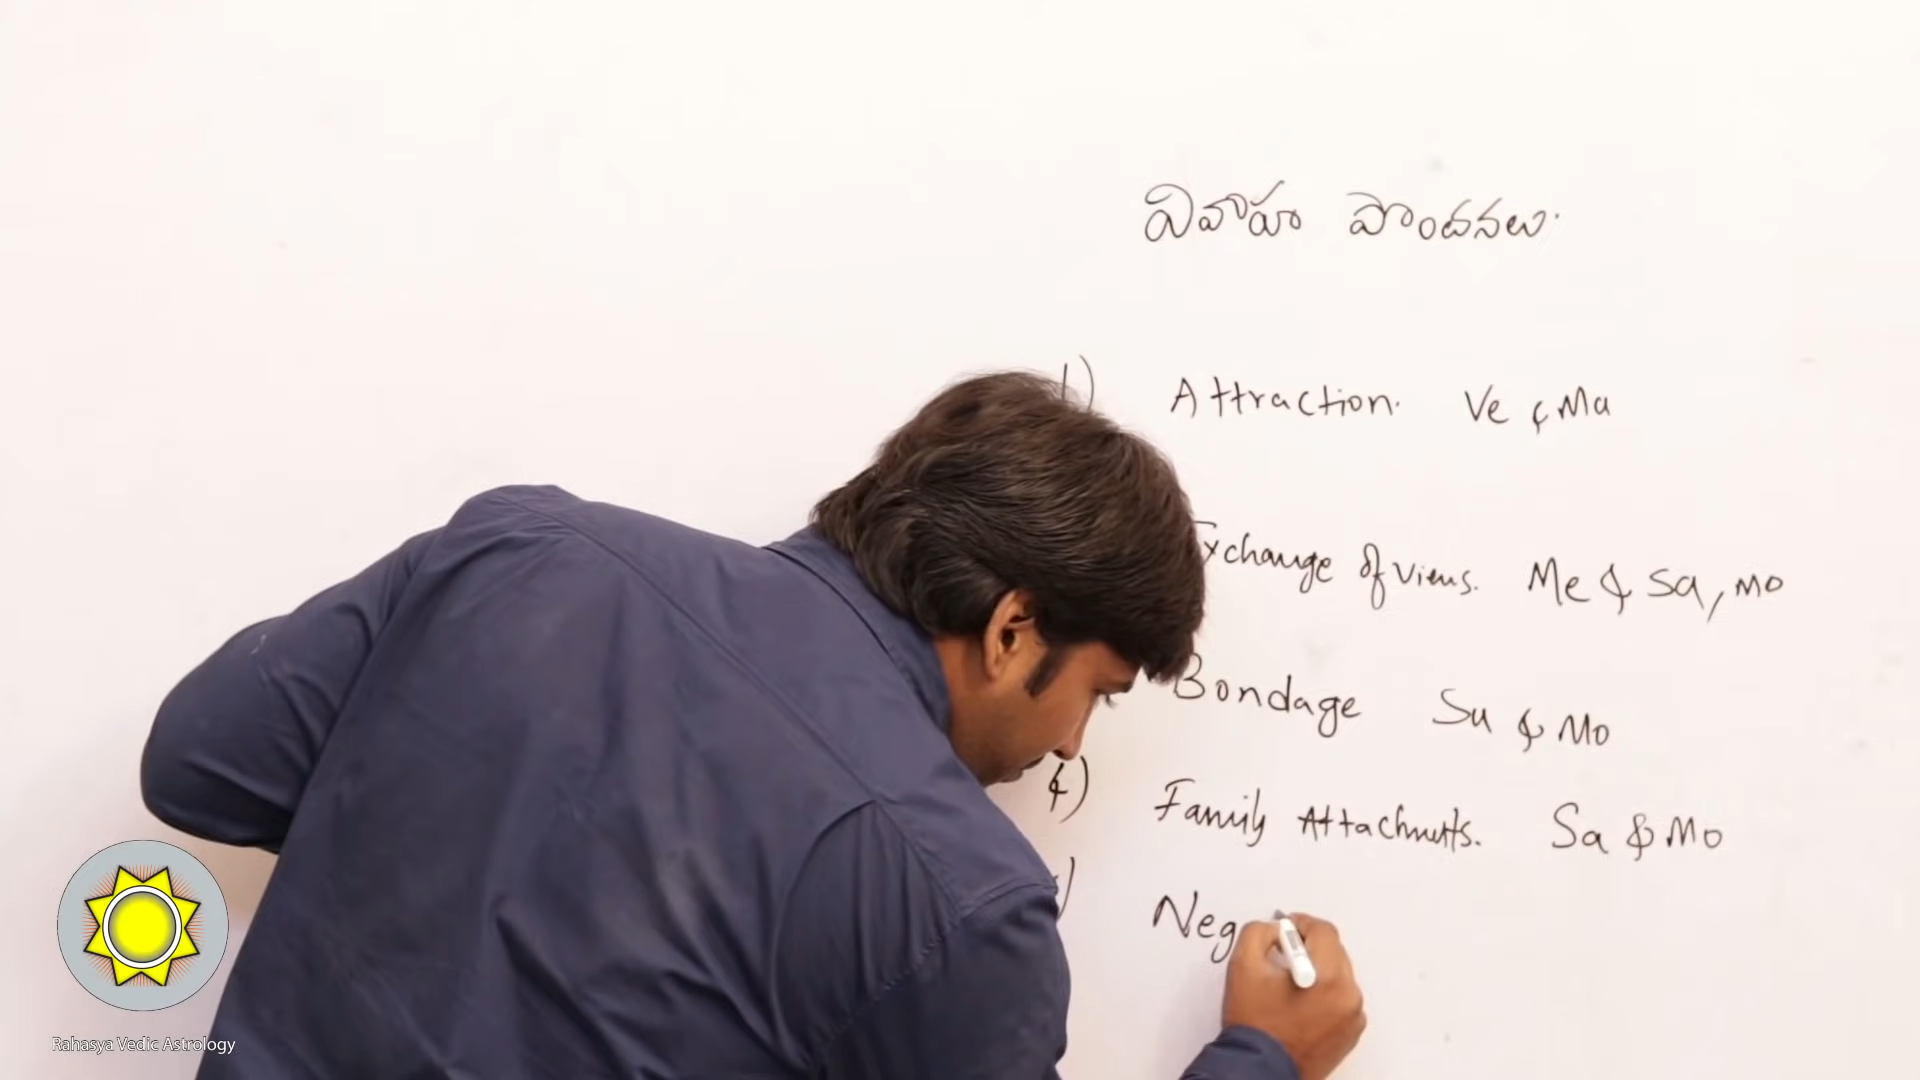 వివాహ పొంతనలు.
1) Attraction. Ve & Ma
Exchange of views. Me & Sa, Mo
Bondage Su & Mo
4) Family Attachments. Sa & Mo
Neg
Rahasya Vedic Astrology